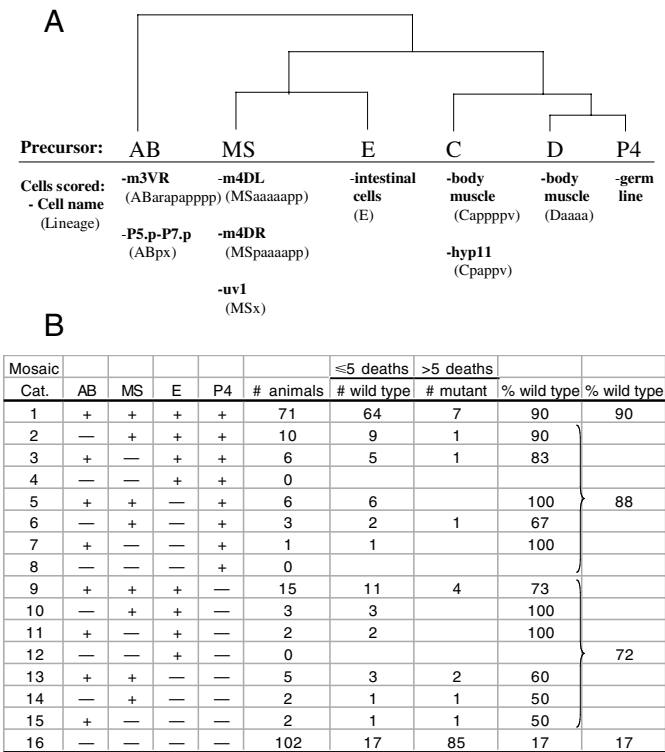 A
Precursor: AB MS E C D P4
Cells scored:
- Cell name
(Lineage)
-m3VR
(ABarapapppp)
-P5.p-P7.p
(ABpx)
-m4DL
(MSaaaaapp)
-m4DR
(MSpaaaapp)
-uv1
(MSx)
-intestinal
cells
(E)
-body
muscle
(Cappppv)
-hyp11
(Cpappv)
-body
muscle
(Daaaa)
-germ
line
B
Mosaic ≤5 deaths >5 deaths
Cat. AB MS E P4 # animals # wild type # mutant % wild type % wild type
1 + + + + 71 64 7 90 90
2 — + + + 10 9 1 90
3 + — + + 6 5 1 83
4 — — + + 0
5 + + — + 6 6 100 88
6 — + — + 3 2 1 67
7 + — — + 1 1 100
8 — — — + 0
9 + + + — 15 11 4 73
10 — + + — 3 3 100
11 + — + — 2 2 100
12 — — + — 0 72
13 + + — — 5 3 2 60
14 — + — — 2 1 1 50
15 + — — — 2 1 1 50
16 — — — — 102 17 85 17 17